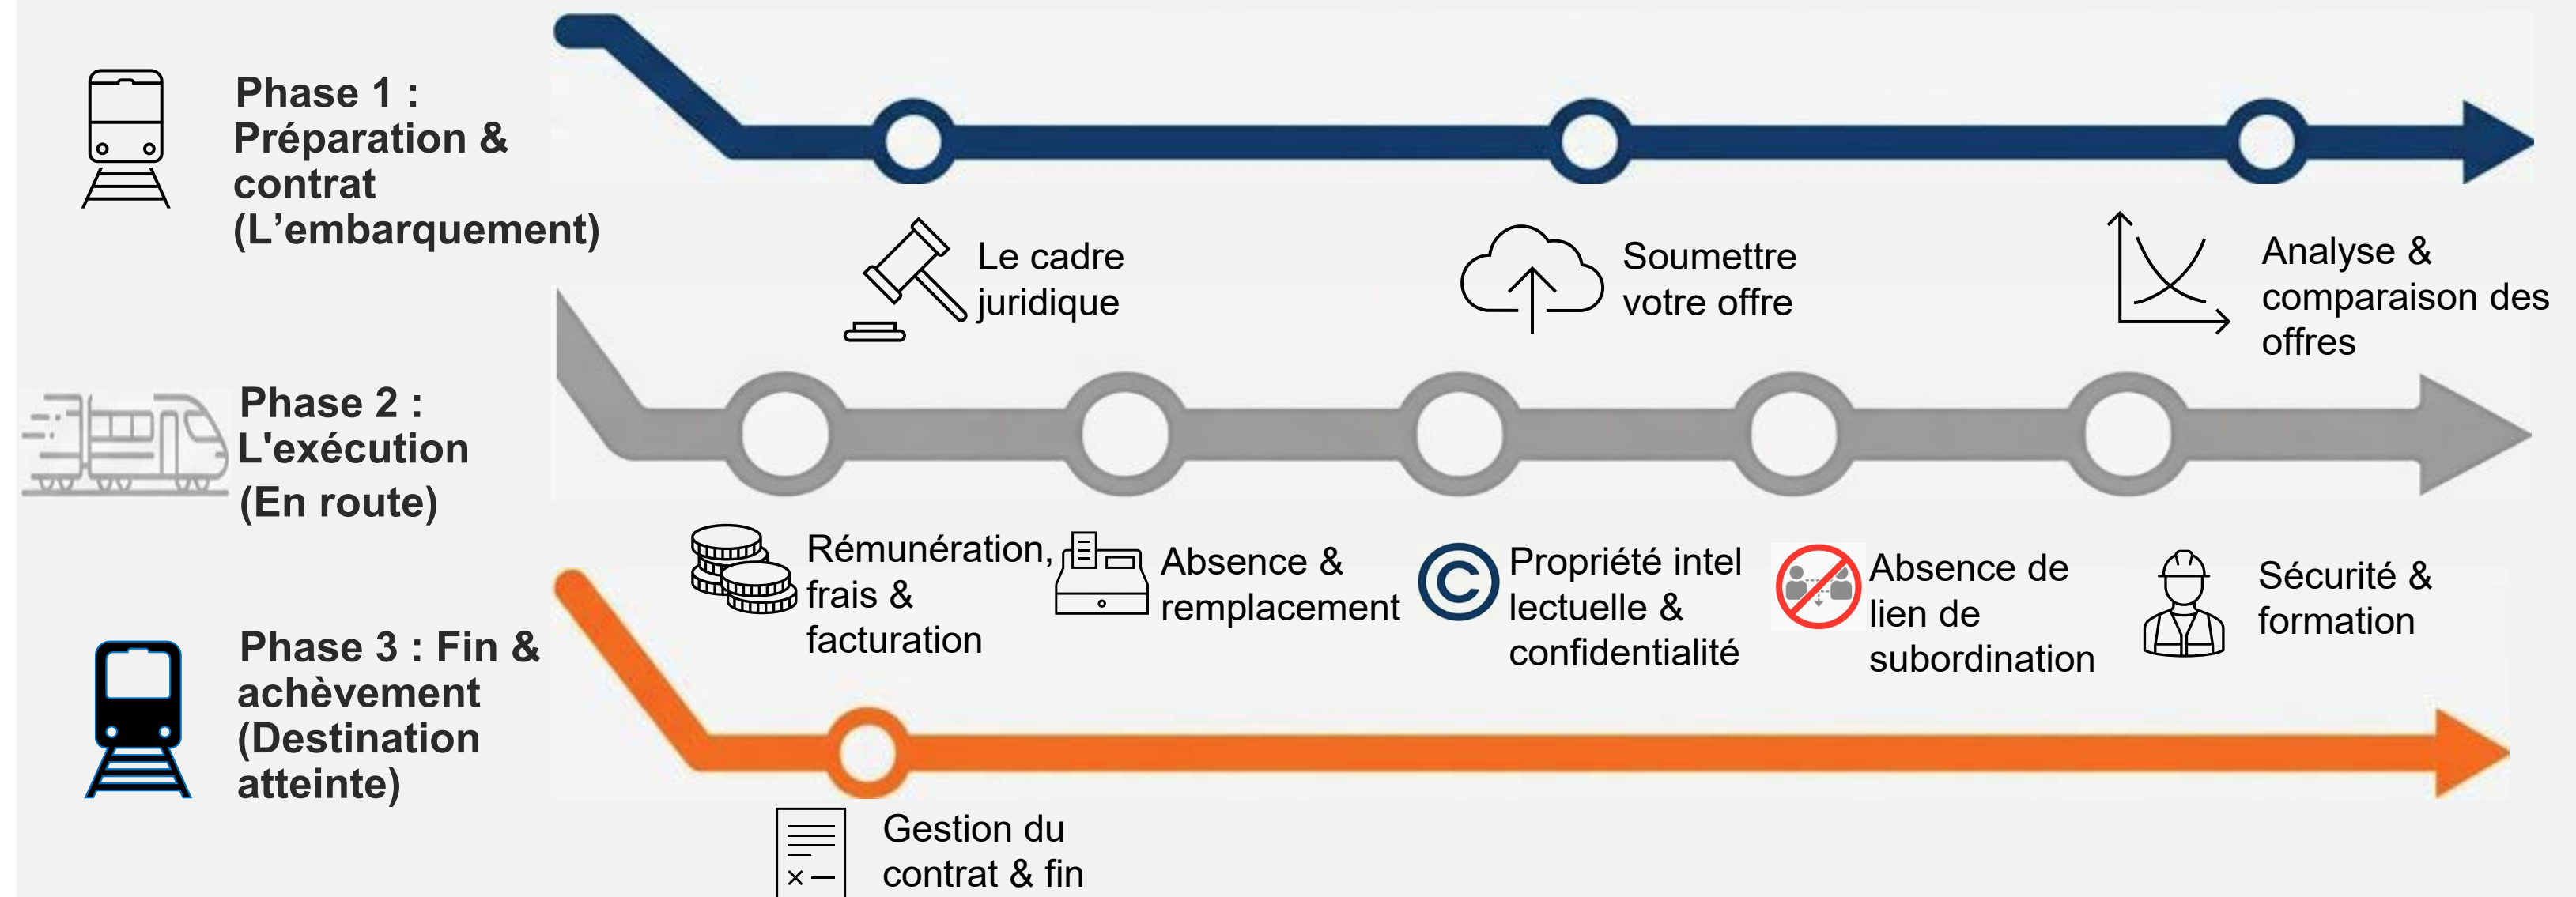 Phase 1 :
Préparation &
contrat
(L’embarquement)
Le cadre
juridique
Soumettre
votre offre
Analyse &
comparaison des
offres
Phase 2 :
L'exécution
(En route)
Rémunération,
frais &
facturation
Absence &
remplacement
©
Propriété intel
lectuelle &
confidentialité
Absence de
lien de
subordination
Sécurité &
formation
Phase 3 : Fin &
achèvement
(Destination
atteinte)
Gestion du
contrat & fin